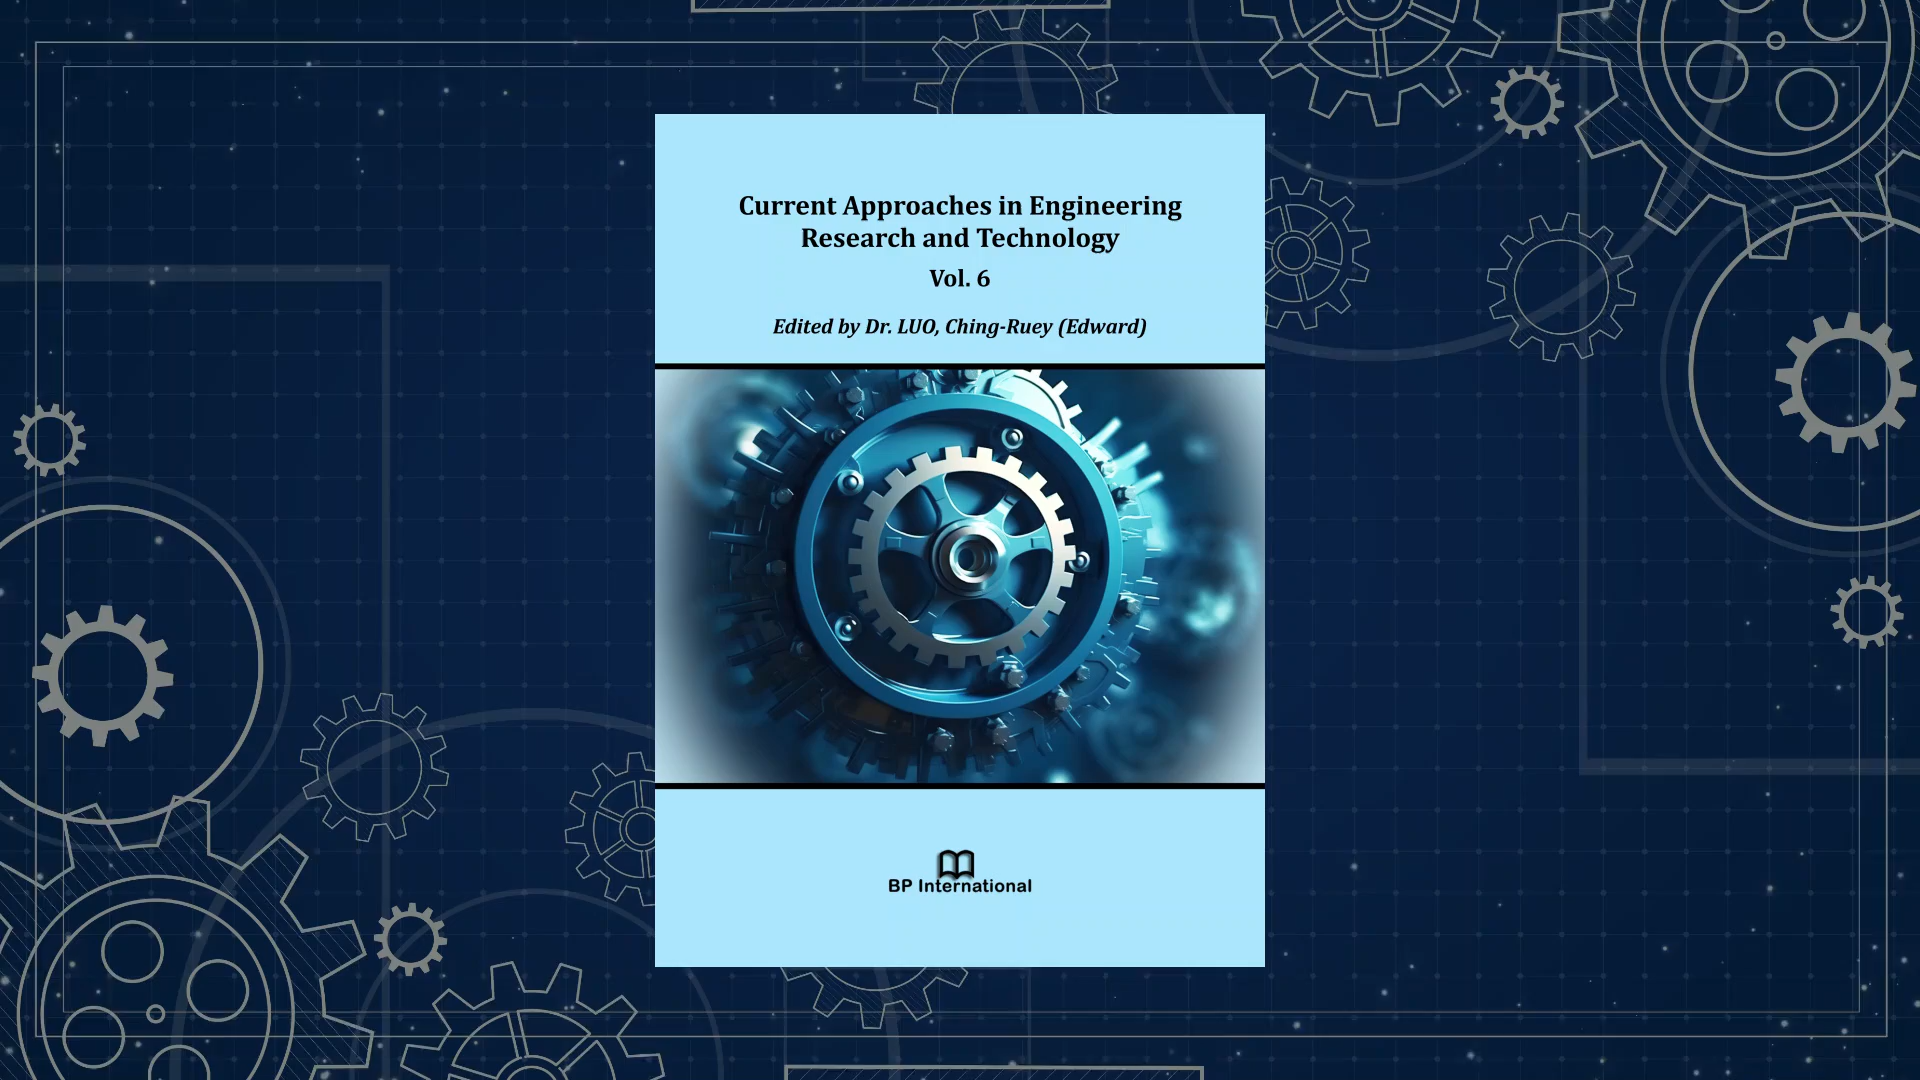 Current Approaches in Engineering
Research and Technology
Vol. 6
Edited by Dr. LUO, Ching-Ruey (Edward)
BP International